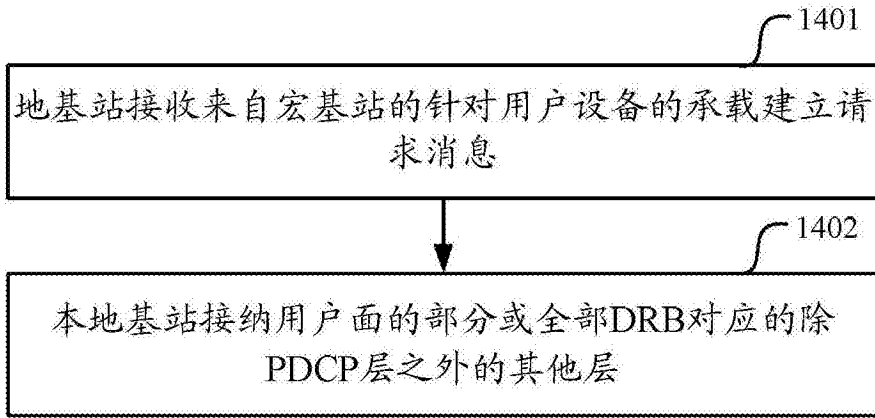 1401
地基站接收来自宏基站的针对用户设备的承载建立请
求消息
1402
本地基站接纳用户面的部分或全部DRB对应的除
PDCP层之外的其他层